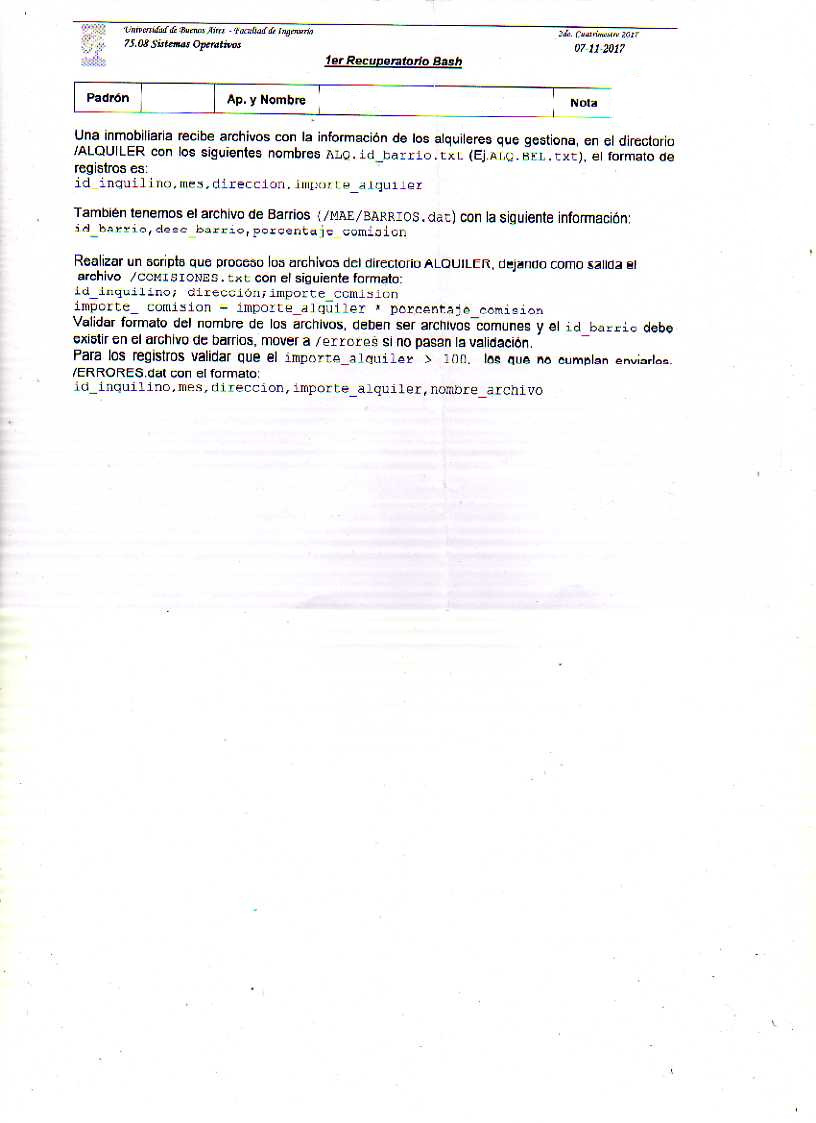 Universidad de Buenos Aires - Facultad de Ingeniería
75.08 Sistemas Operativos
2do. Cuatrimestre 2017
07-11-2017
1er Recuperatorio Bash
Padrón
Ap. y Nombre
Nota
Una inmobiliaria recibe archivos con la información de los alquileres que gestiona, en el directorio
/ALQUILER con los siguientes nombres ALQ.id_barrio.txt (Ej.ALQ.BEL.txt), el formato de
registros es:
id_inquilino,mes,direccion,importe_alquiler
También tenemos el archivo de Barrios (/MAE/BARRIOS.dat) con la siguiente información:
id_barrio,desc_barrio,porcentaje_comision
Realizar un scripts que proceso los archivos del directorio ALQUILER, dejando como salida el
archivo /COMISIONES.txt con el siguiente formato:
id_inquilino; dirección;importe_comision
importe_ comision = importe_alquiler * porcentaje_comision
Validar formato del nombre de los archivos, deben ser archivos comunes y el id_barrio debe
existir en el archivo de barrios, mover a /errores si no pasan la validación.
Para los registros validar que el importe_alquiler > 100. los que no cumplan enviarlos.
/ERRORES.dat con el formato:
id_inquilino,mes,direccion,importe_alquiler,nombre_archivo